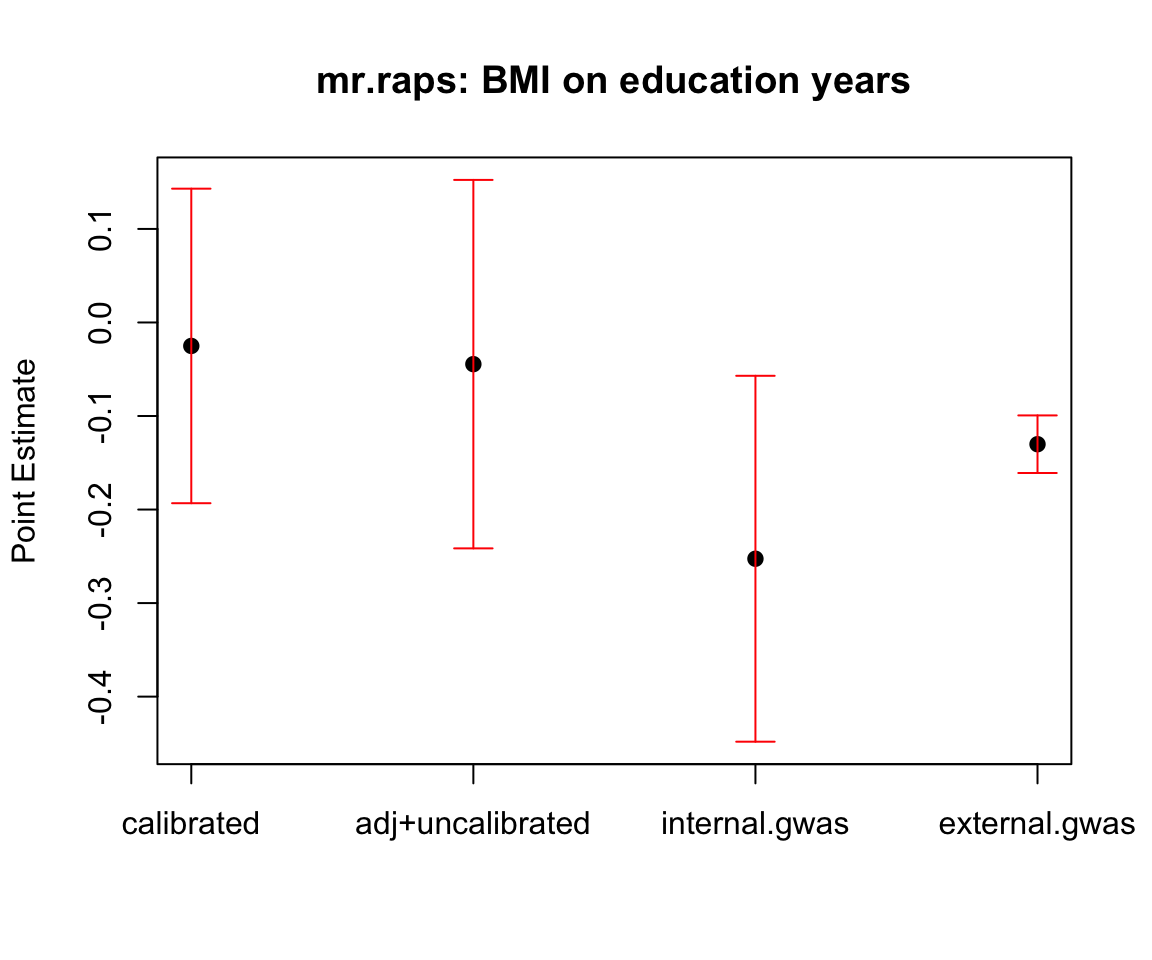 mr.raps: BMI on education years
Point Estimate
0.1
0.0
-0.1
-0.2
-0.3
-0.4
calibrated
adj+uncalibrated
internal.gwas
external.gwas